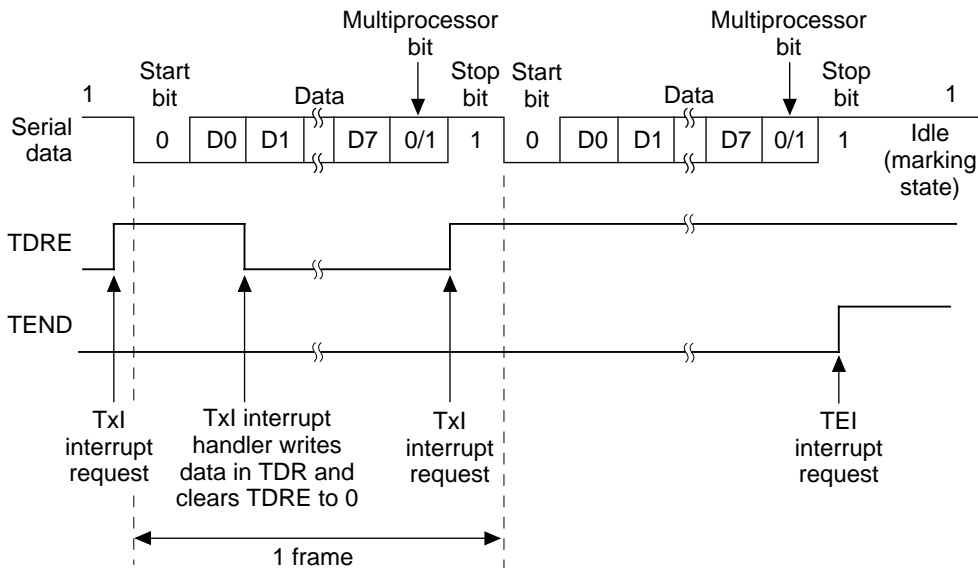 Multiprocessor
bit
Multiprocessor
bit
Start
bit
Data
Stop
bit
Start
bit
Data
Stop
bit
1
1
Serial
data
0 D0 D1 D7 0/1 1 0 D0 D1 D7 0/1 1
Idle
(marking
state)
TDRE
TEND
TxI
interrupt
request
TxI interrupt
handler writes
data in TDR and
clears TDRE to 0
TxI
interrupt
request
TEI
interrupt
request
1 frame